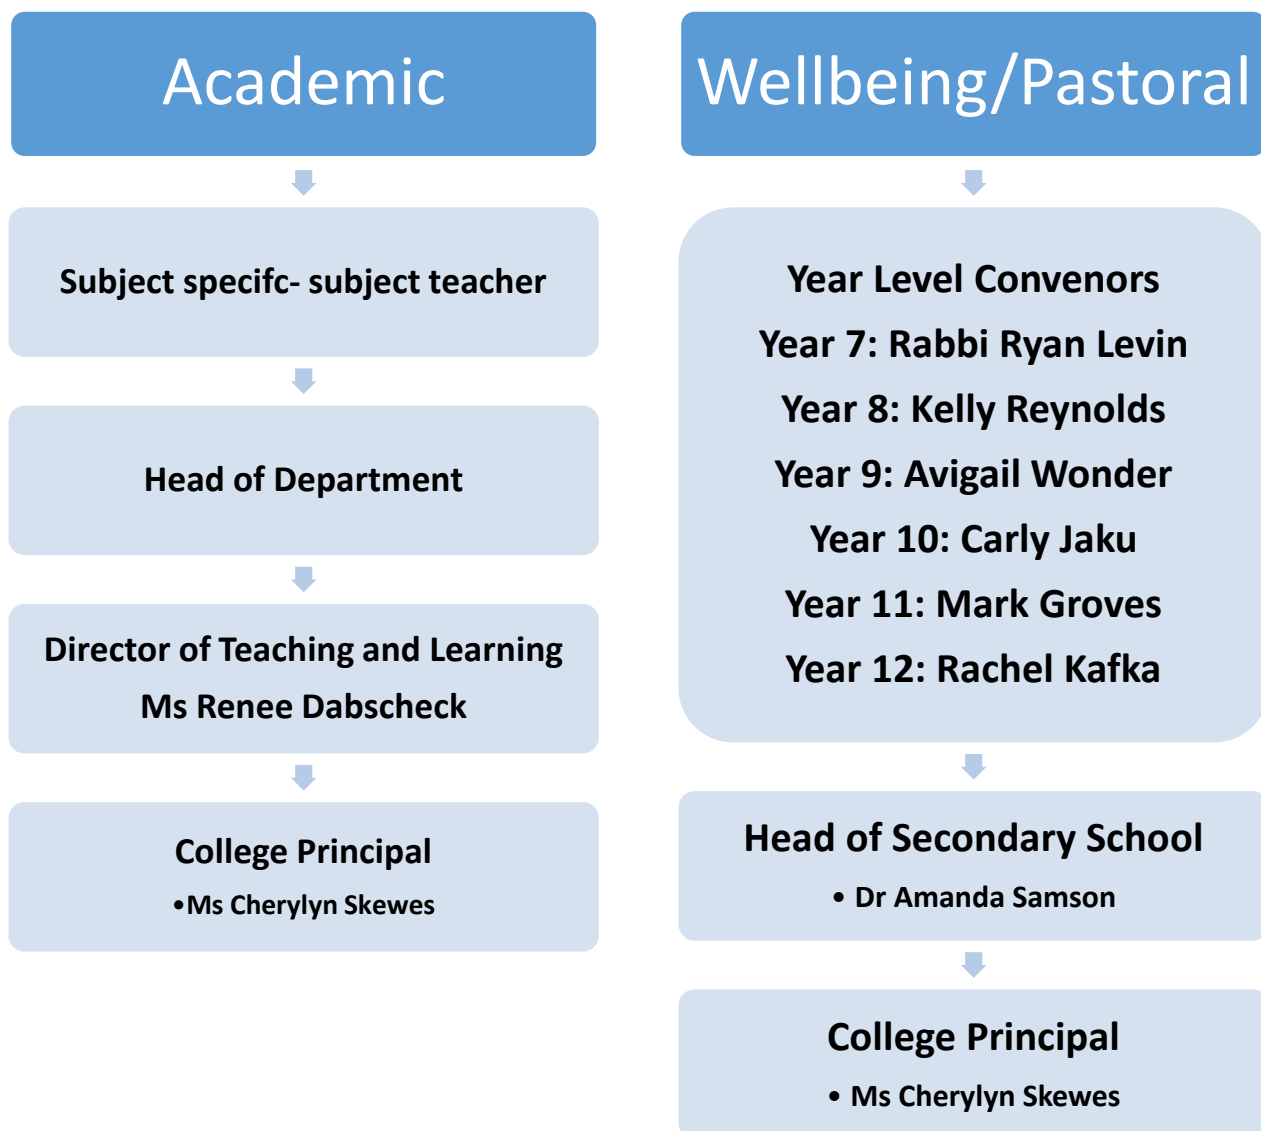 Academic
Subject specifc- subject teacher
Head of Department
Director of Teaching and Learning
Ms Renee Dabscheck
College Principal
•Ms Cherylyn Skewes
Wellbeing/Pastoral
Year Level Convenors
Year 7: Rabbi Ryan Levin
Year 8: Kelly Reynolds
Year 9: Avigail Wonder
Year 10: Carly Jaku
Year 11: Mark Groves
Year 12: Rachel Kafka
Head of Secondary School
• Dr Amanda Samson
College Principal
• Ms Cherylyn Skewes